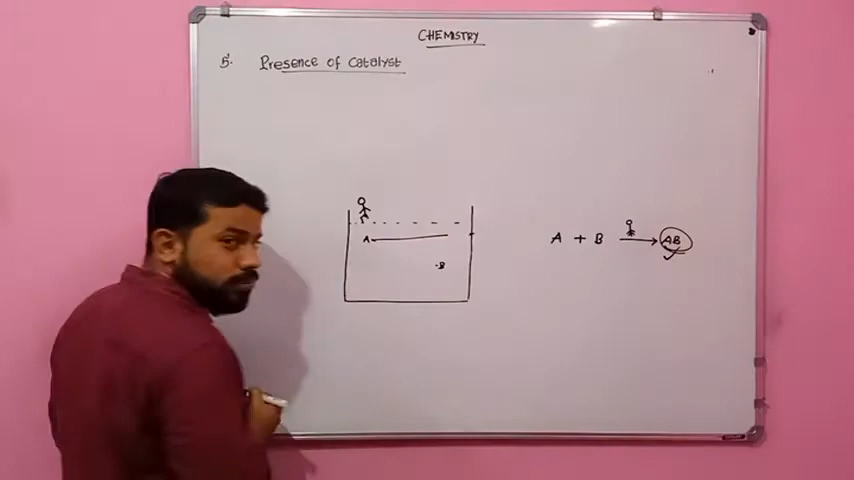 CHEMISTRY
5. Presence of catalyst
A
B
A + B → AB